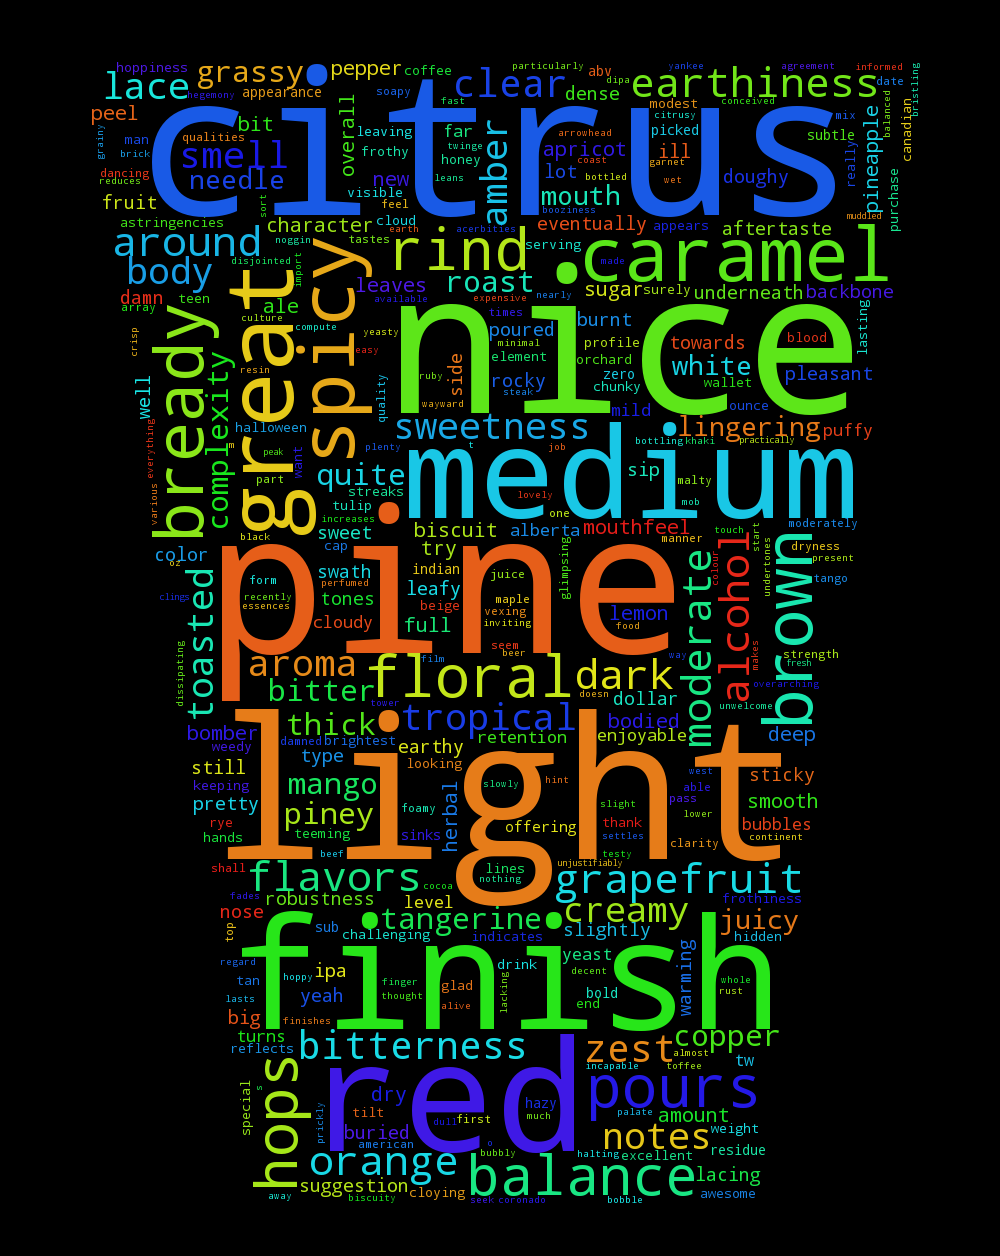 hoppiness
grassy
pepper
coffee
particularly
yankee
agreement
informed
lace
hegemony
appearance
soapy
fast
clear
dense
abv
dipa
earthiness
date
bristling
peel
bit
overall
citrus
modest
conceived
citrusy
balanced
canadian
grainy
man
brick
qualities
leaving
frothy
far
twinge
honey
arrowhead
picked
mix
subtle
pineapple
smell
needle
new
leans
amber
apricot
lot
coast
bottled
ill
garnet
wet
doughy
really
dancing
reduces
fruit
sort
visible
feel
mouth
booziness
purchase
muddled
astringencies
character
cloud
earth
acerbities
eventually
appears
aftertaste
around
noggin
tastes
rind
serving
caramel
body
disjointed
import
spicy
leaves
roast
made
sugar
surely
underneath
backbone
damn
teen
array
great
ale
available
expensive
nearly
times
burnt
lasting
bready
culture
compute
yeasty
poured
minimal
nice
profile
towards
blood
crisp
complexity
resin
easy
element
orchard
white
well
quality
ruby
side
rocky
steak
zero
chunky
wallet
pleasant
wayward
mild
ounce
halloween
sweetness
lingering
puffy
everything
various
m
peak
want
plenty
t
job
bottling
khaki
practically
part
quite
medium
sip
malty
streaks
lovely
mob
tulip
increases
one
black
sweet
biscuit
alberta
mouthfeel
manner
touch
start
moderately
color
oz
cap
try
pine
glimpsing
moderate
alcohol
colour
undertones
brown
dryness
present
toasted
form
swath
indian
juice
tango
clings
recently
perfumed
leafy
maple
essences
tones
beige
vexing
lemon
cloudy
full
inviting
food
seem
beer
strength
dissipating
aroma
film
floral
dark
way
makes
fresh
overarching
bitter
doesn
dollar
tower
unwelcome
thick
tropical
bodied
bomber
weedy
damned
brightest
earthy
retention
enjoyable
deep
still
type
looking
west
sticky
keeping
mango
light
slowly
hint
able
pass
pretty
piney
foamy
herbal
slight
lower
smooth
rye
hands
teeming
sinks
offering
thank
settles
bubbles
continent
clarity
beef
testy
shall
flavors
lines
nothing
unjustifiably
grapefruit
cocoa
fades
robustness
level
frothiness
nose
top
tangerine
creamy
juicy
sub
challenging
indicates
slightly
hidden
regard
finish
yeast
warming
tan
hoppy
ipa
finger
drink
decent
whole
lasts
yeah
thought
glad
lacking
bold
rust
big
finishes
alive
end
turns
copper
reflects
bitterness
zest
almost
tw
hops
red
incapable
toffee
special
s
dry
hazy
pours
tilt
much
palate
amount
prickly
buried
dull
first
weight
american
o
notes
orange
bubbly
halting
excellent
residue
suggestion
balance
lacing
away
biscuity
cloying
seek
coronado
bobble
awesome